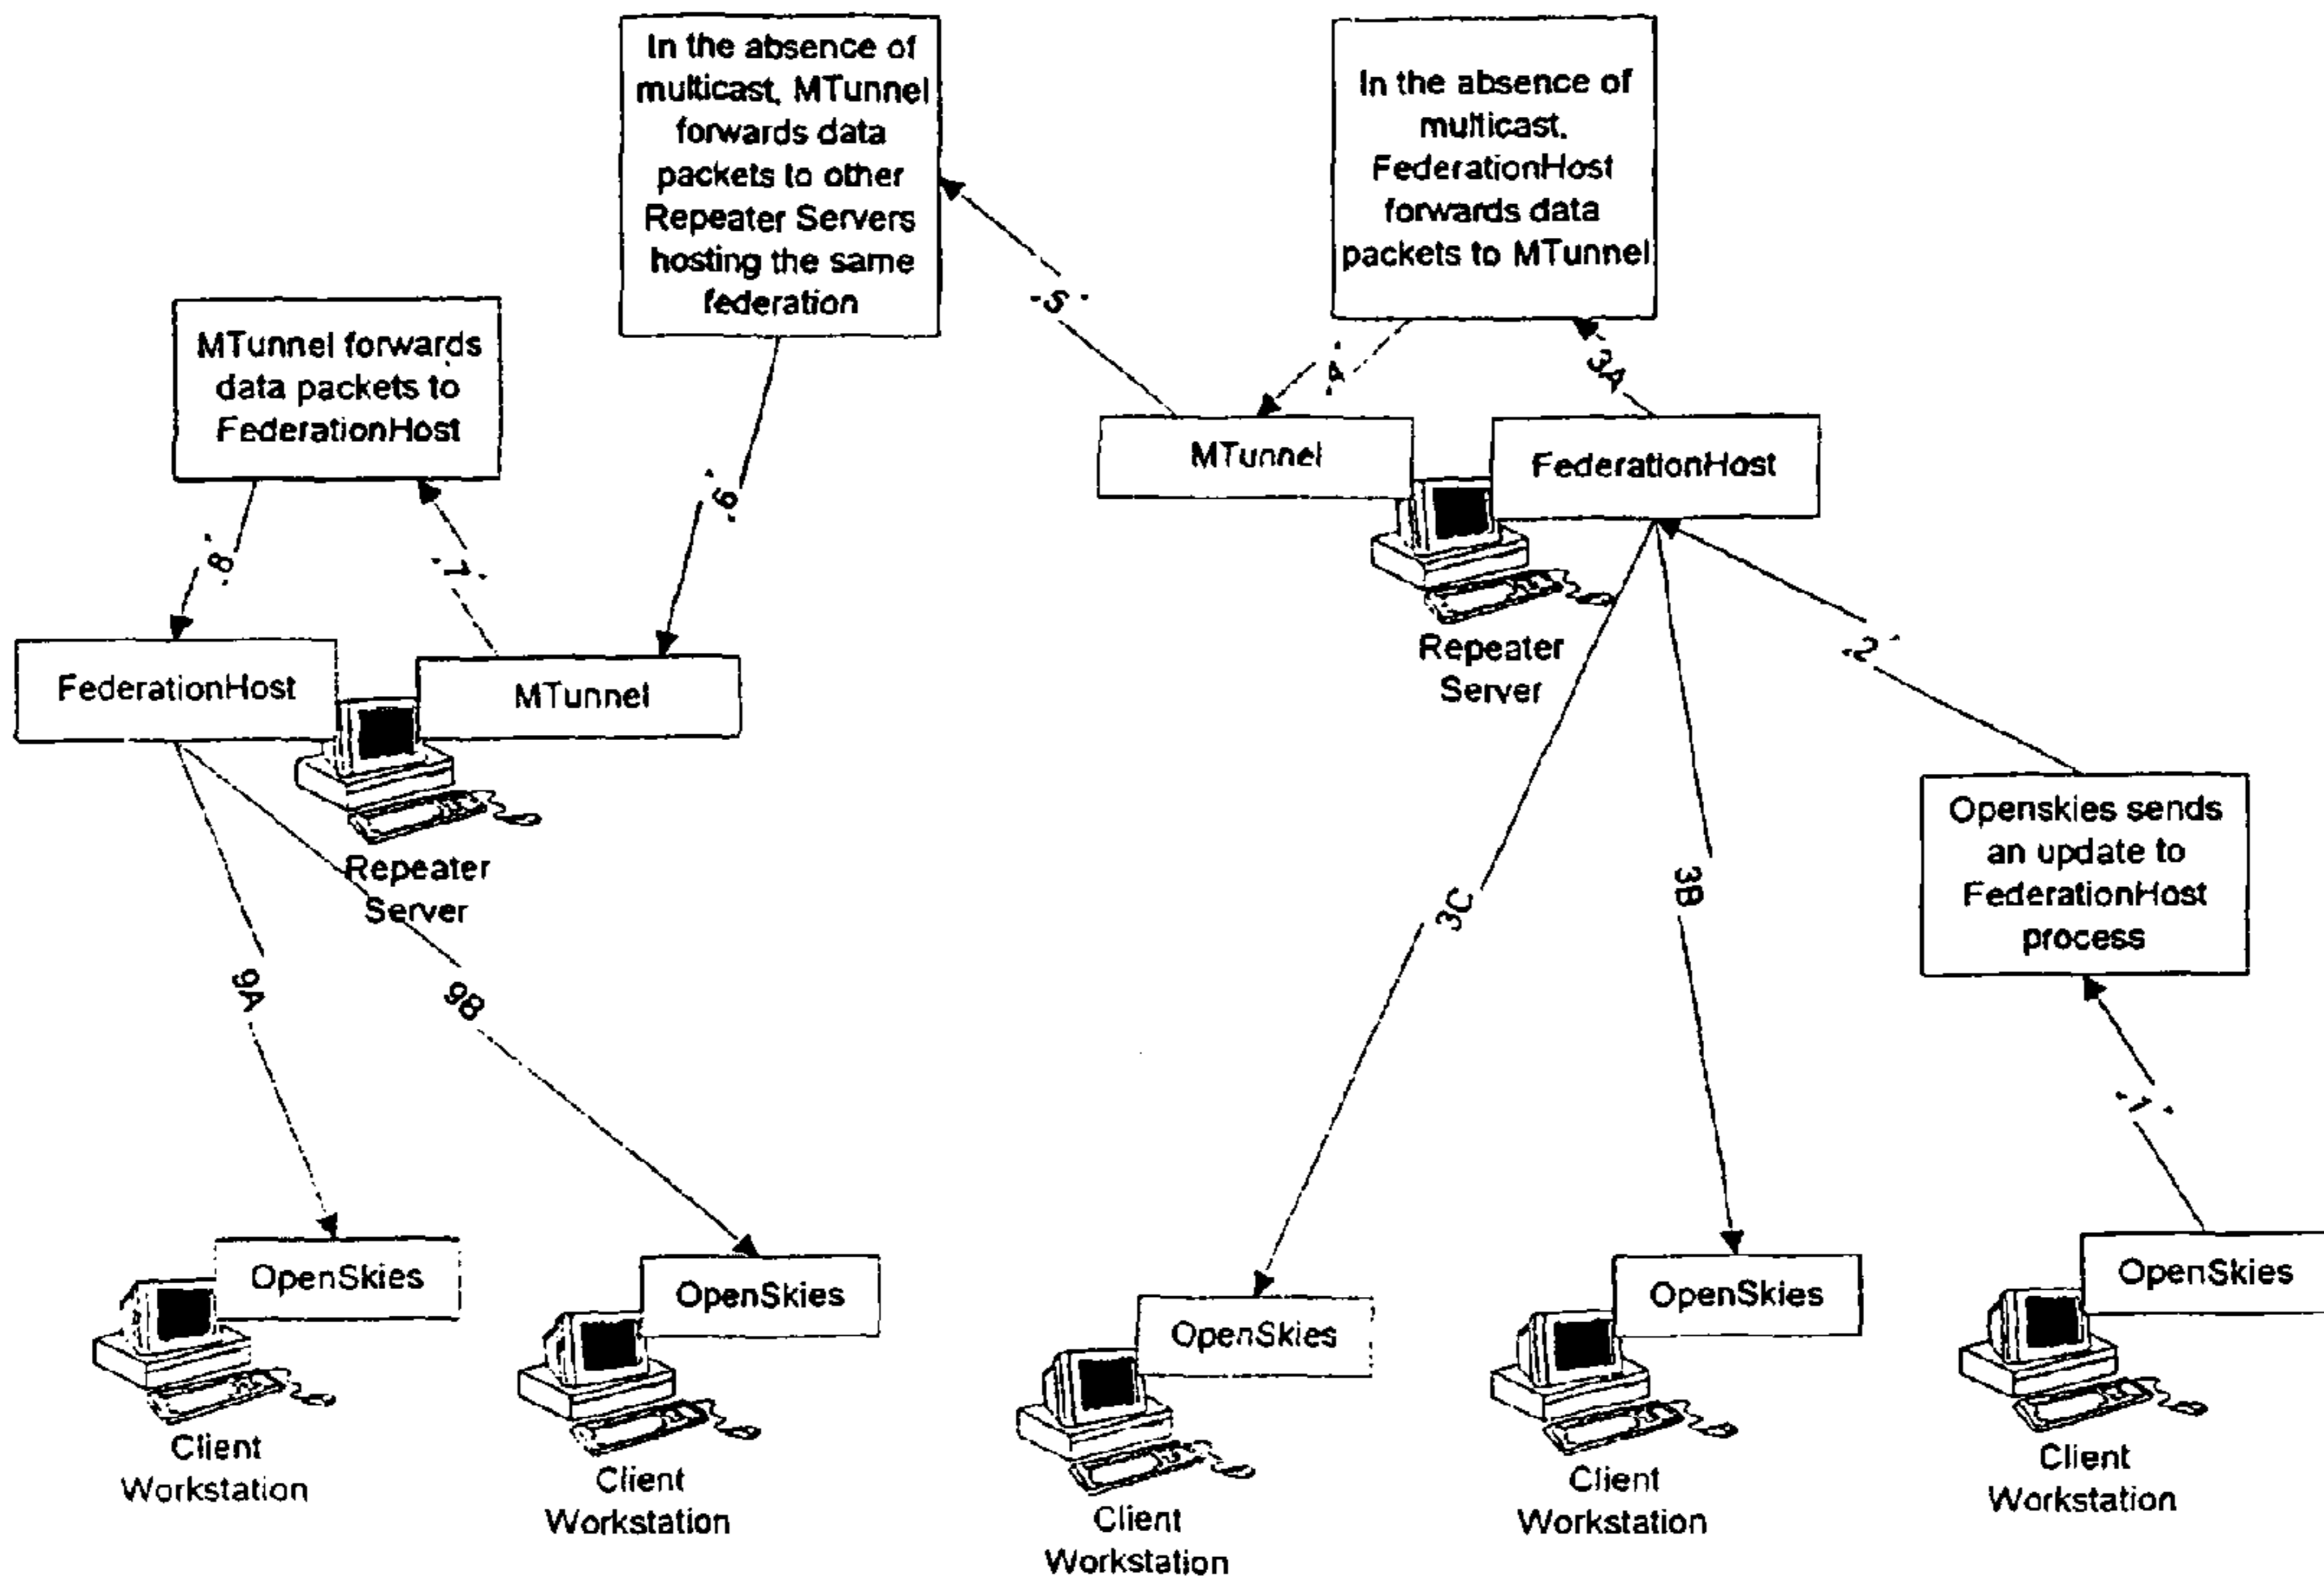 In the absence of
multicast, MTunnel
forwards data
packets to other
Repeater Servers
hosting the same
federation
In the absence of
multicast,
FederationHost
forwards data
packets to MTunnel
MTunnel forwards
data packets to
FederationHost
5
4
3A
MTunnel
FederationHost
6
8
7
Repeater
Server
2
FederationHost
MTunnel
Repeater
Server
Openskies sends
an update to
FederationHost
process
3C
3B
9A
9B
1
OpenSkies
OpenSkies
OpenSkies
OpenSkies
OpenSkies
Client
Workstation
Client
Workstation
Client
Workstation
Client
Workstation
Client
Workstation